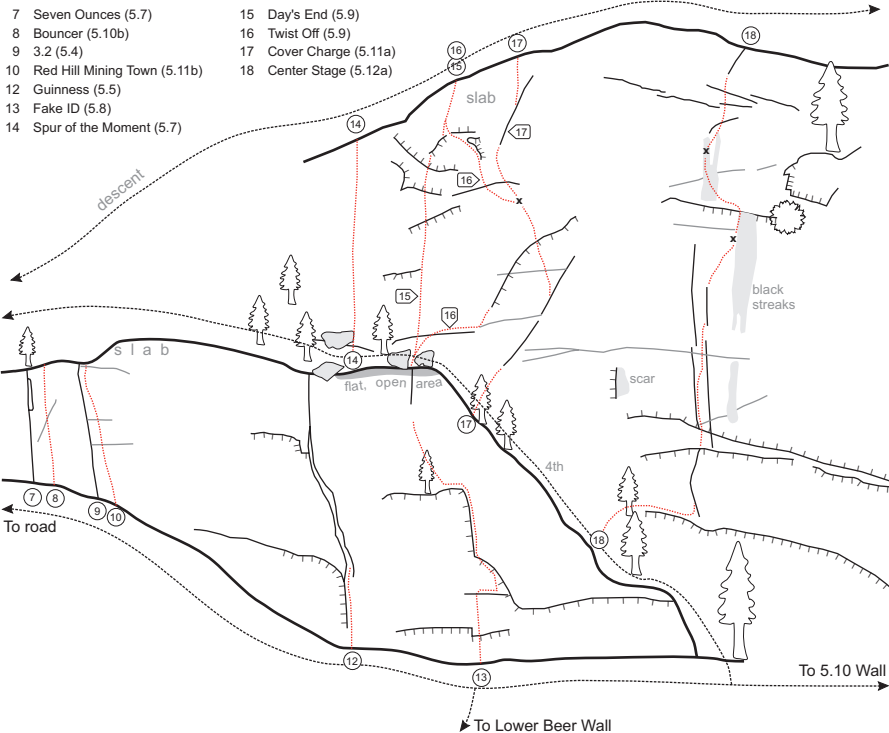 7 Seven Ounces (5.7)
8 Bouncer (5.10b)
9 3.2 (5.4)
10 Red Hill Mining Town (5.11b)
12 Guinness (5.5)
13 Fake ID (5.8)
14 Spur of the Moment (5.7)
15 Day's End (5.9)
16 Twist Off (5.9)
17 Cover Charge (5.11a)
18 Center Stage (5.12a)
16
15
17
18
14
slab
17
16
x
x
descent
x
15
16
black
streaks
slab
14
flat, open area
scar
17
4th
7
8
9
10
To road
18
12
13
To 5.10 Wall
To Lower Beer Wall